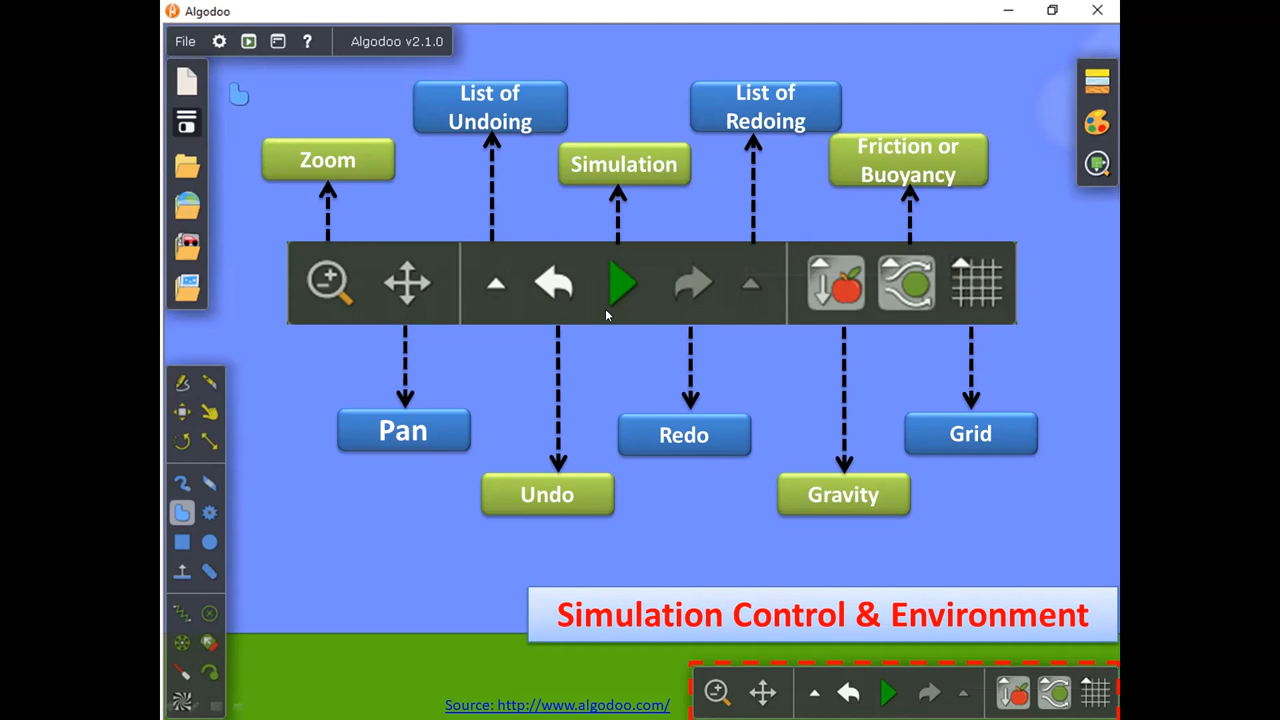 Algodoo
File
?
Algodoo v2.1.0
List of
Undoing
List of
Redoing
Zoom
Simulation
Friction or
Buoyancy
Pan
Redo
Grid
Undo
Gravity
Simulation Control & Environment
Source: http://www.algodoo.com/